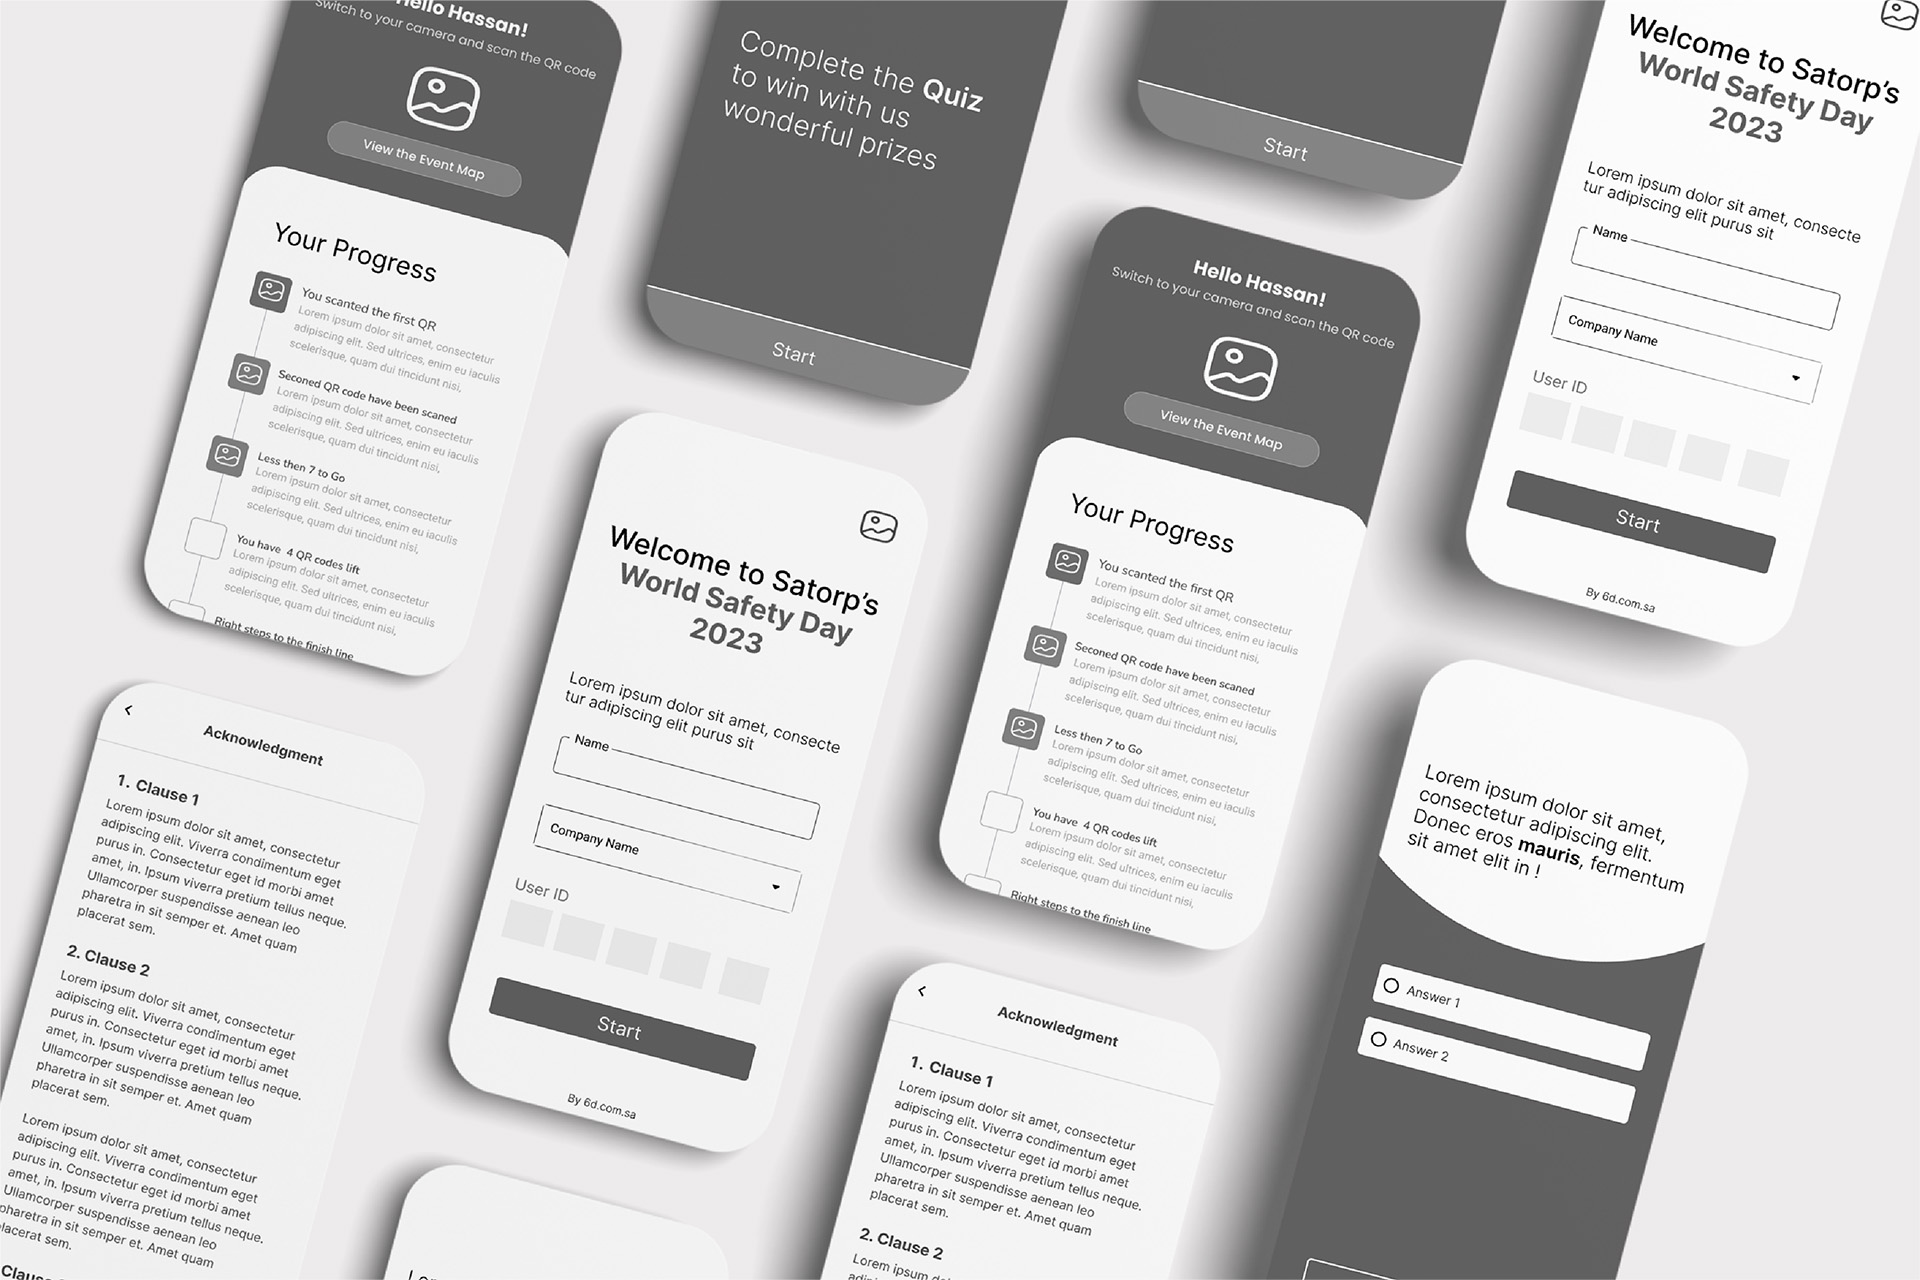 Hello Hassan!
Switch to your camera and scan the QR code
View the Event Map
Your Progress
You scanted the first QR
Lorem ipsum dolor sit amet, consectetur
adipiscing elit. Sed ultrices, enim eu iaculis
scelerisque, quam dui tincidunt nisi,
Seconed QR code have been scaned
Lorem ipsum dolor sit amet, consectetur
adipiscing elit. Sed ultrices, enim eu iaculis
scelerisque, quam dui tincidunt nisi,
Less then 7 to Go
Lorem ipsum dolor sit amet, consectetur
adipiscing elit. Sed ultrices, enim eu iaculis
scelerisque, quam dui tincidunt nisi,
You have 4 QR codes lift
Lorem ipsum dolor sit amet, consectetur
adipiscing elit. Sed ultrices, enim eu iaculis
scelerisque, quam dui tincidunt nisi,
Right steps to the finish line
Complete the Quiz
to win with us
wonderful prizes
Start
Start
Welcome to Satorp's
World Safety Day
2023
Lorem ipsum dolor sit amet, consecte
tur adipiscing elit purus sit
Name
Company Name
User ID
Start
By 6d.com.sa
Acknowledgment
1. Clause 1
Lorem ipsum dolor sit amet, consectetur
adipiscing elit. Viverra condimentum eget
purus in. Consectetur eget id morbi amet
amet, in. Ipsum viverra pretium tellus neque.
Ullamcorper suspendisse aenean leo
pharetra in sit semper et. Amet quam
placerat sem.
2. Clause 2
Lorem ipsum dolor sit amet, consectetur
adipiscing elit. Viverra condimentum eget
purus in. Consectetur eget id morbi amet
amet, in. Ipsum viverra pretium tellus neque.
Ullamcorper suspendisse aenean leo
pharetra in sit semper et. Amet quam
placerat sem.
Lorem ipsum dolor sit amet, consectetur
adipiscing elit. Viverra condimentum eget
purus in. Consectetur eget id morbi amet
amet, in. Ipsum viverra pretium tellus neque.
Ullamcorper suspendisse aenean leo
pharetra in sit semper et. Amet quam
placerat sem.
Clause
Welcome to Satorp's
World Safety Day
2023
Lorem ipsum dolor sit amet, consecte
tur adipiscing elit purus sit
Name
Company Name
User ID
Start
By 6d.com.sa
Hello Hassan!
Switch to your camera and scan the QR code
View the Event Map
Your Progress
You scanted the first QR
Lorem ipsum dolor sit amet, consectetur
adipiscing elit. Sed ultrices, enim eu iaculis
scelerisque, quam dui tincidunt nisi,
Seconed QR code have been scaned
Lorem ipsum dolor sit amet, consectetur
adipiscing elit. Sed ultrices, enim eu iaculis
scelerisque, quam dui tincidunt nisi,
Less then 7 to Go
Lorem ipsum dolor sit amet, consectetur
adipiscing elit. Sed ultrices, enim eu iaculis
scelerisque, quam dui tincidunt nisi,
You have 4 QR codes lift
Lorem ipsum dolor sit amet, consectetur
adipiscing elit. Sed ultrices, enim eu iaculis
scelerisque, quam dui tincidunt nisi,
Right steps to the finish line
Acknowledgment
1. Clause 1
Lorem ipsum dolor sit amet, consectetur
adipiscing elit. Viverra condimentum eget
purus in. Consectetur eget id morbi amet
amet, in. Ipsum viverra pretium tellus neque.
Ullamcorper suspendisse aenean leo
pharetra in sit semper et. Amet quam
placerat sem.
2. Clause 2
Lorem ipsum dolor sit amet, consectetur
Lorem ipsum dolor sit amet,
consectetur adipiscing elit.
Donec eros mauris, fermentum
sit amet elit in !
Answer 1
Answer 2